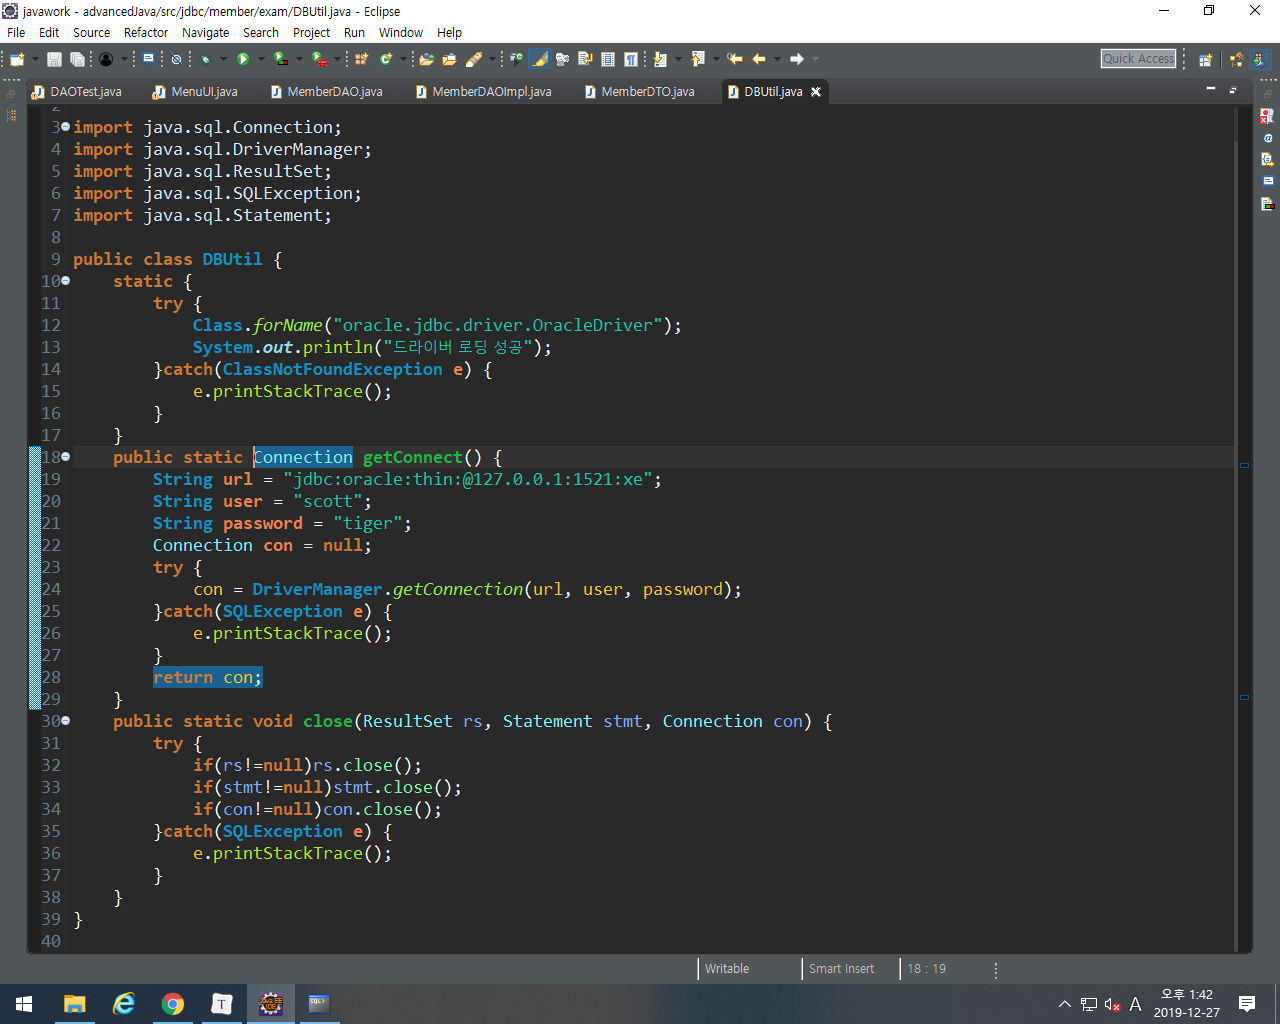 javawork - advancedJava/src/jdbc/member/exam/DBUtil.java - Eclipse
File Edit Source Refactor Navigate Search Project Run Window Help
Quick Access
DAOTest.java MenuUI.java MemberDAO.java MemberDAOImpl.java MemberDTO.java DBUtil.java
2
3 import java.sql.Connection;
4 import java.sql.DriverManager;
5 import java.sql.ResultSet;
6 import java.sql.SQLException;
7 import java.sql.Statement;
8
9 public class DBUtil {
10     static {
11         try {
12             Class.forName("oracle.jdbc.driver.OracleDriver");
13             System.out.println("드라이버 로딩 성공");
14         }catch(ClassNotFoundException e) {
15             e.printStackTrace();
16         }
17     }
18     public static Connection getConnect() {
19         String url = "jdbc:oracle:thin:@127.0.0.1:1521:xe";
20         String user = "scott";
21         String password = "tiger";
22         Connection con = null;
23         try {
24             con = DriverManager.getConnection(url, user, password);
25         }catch(SQLException e) {
26             e.printStackTrace();
27         }
28         return con;
29     }
30     public static void close(ResultSet rs, Statement stmt, Connection con) {
31         try {
32             if(rs!=null)rs.close();
33             if(stmt!=null)stmt.close();
34             if(con!=null)con.close();
35         }catch(SQLException e) {
36             e.printStackTrace();
37         }
38     }
39 }
40
Writable Smart Insert 18 : 19
A 오후 1:42
2019-12-27